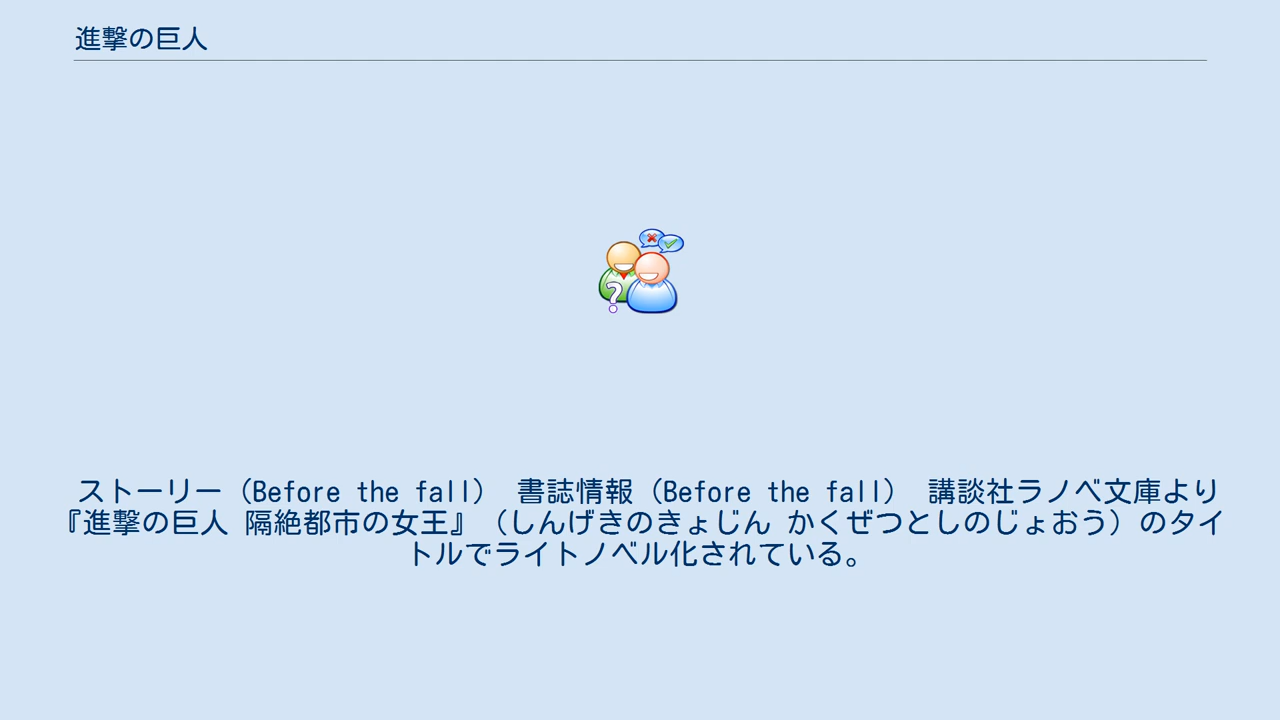 進撃の巨人
ストーリー（Before the fall） 書誌情報（Before the fall） 講談社ラノベ文庫より
『進撃の巨人 隔絶都市の女王』（しんげきのきょじん かくぜつとしのじょおう）のタイ
トルでライトノベル化されている。